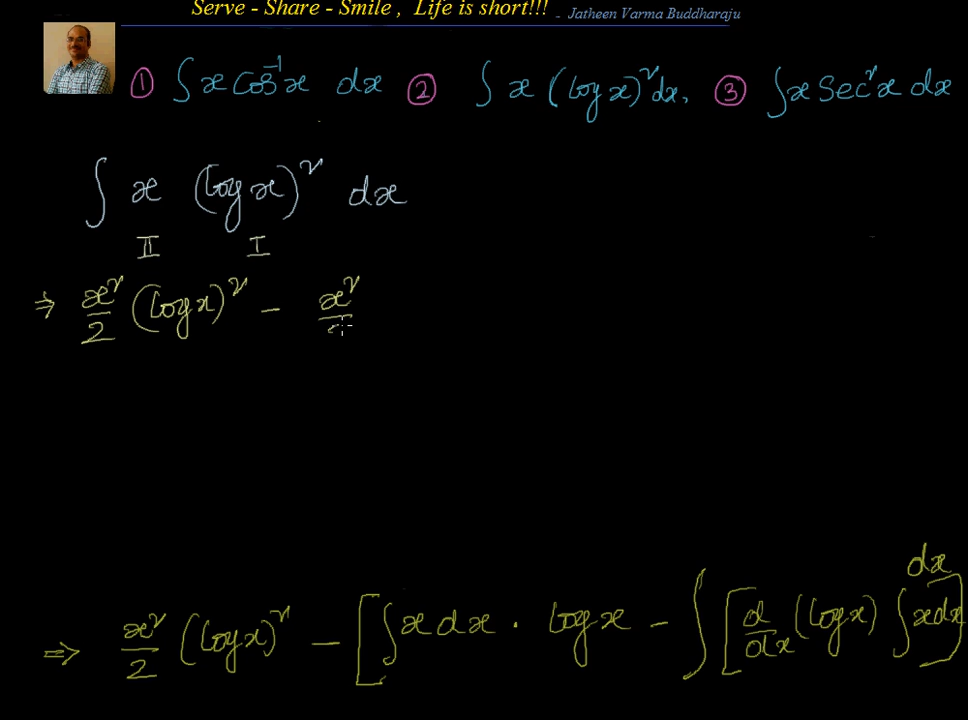 Serve - Share - Smile , Life is short!!! - Jatheen Varma Buddharaju
① ∫ x Cos⁻¹x dx ② ∫ x (log x)² dx, ③ ∫ x Sec²x dx
∫ x (log x)² dx
II I
⇒ x²/2 (log x)² - x²/
⇒ x²/2 (log x)² - [∫ x dx · log x - ∫ [d/dx (log x) ∫ x dx] dx